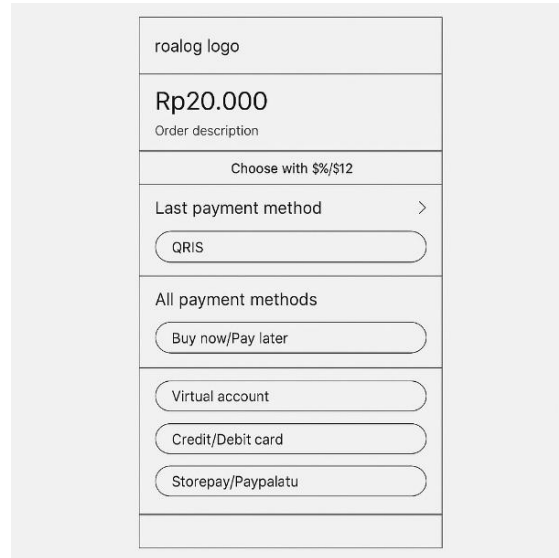 roalog logo
Rp20.000
Order description
Choose with $%/$12
Last payment method
QRIS
All payment methods
Buy now/Pay later
Virtual account
Credit/Debit card
Storepay/Paypalatu